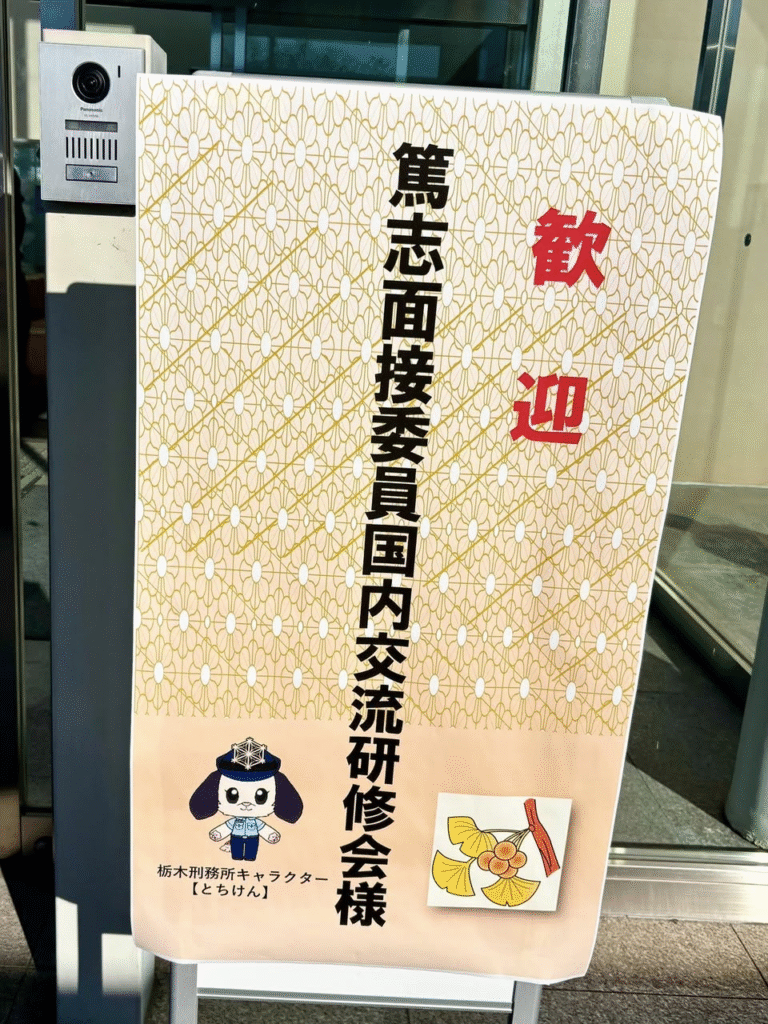 歓迎
篤志面接委員国内交流研修会様
栃木刑務所キャラクター
【とちけん】
Panasonic